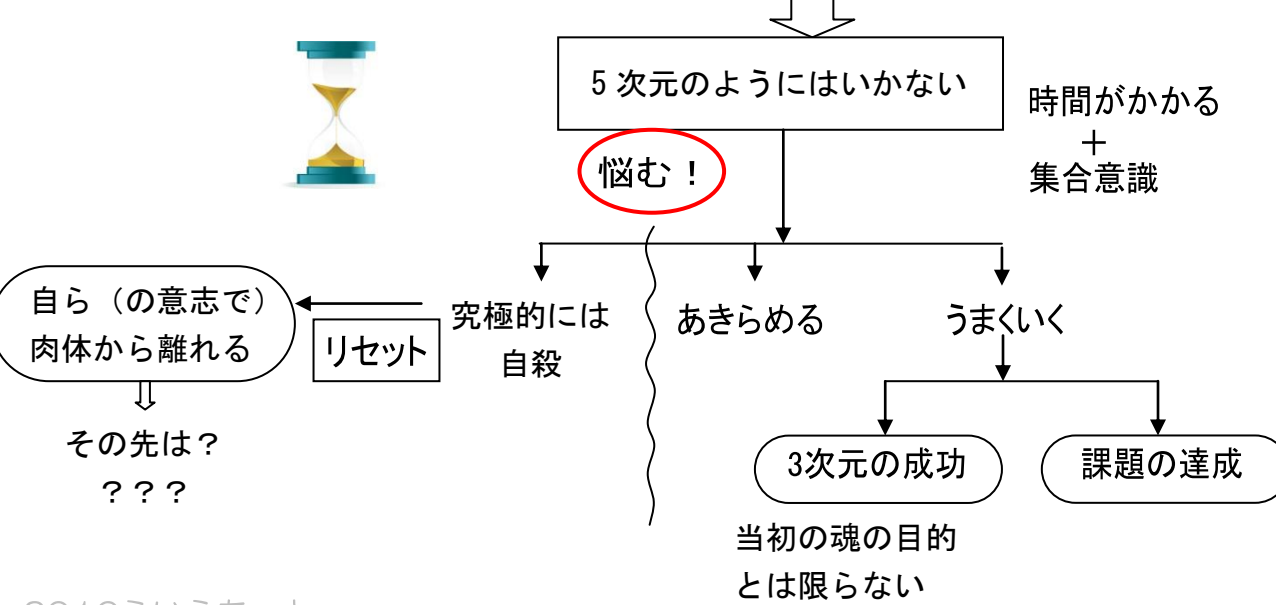 5次元のようにはいかない
時間がかかる
＋
集合意識
悩む！
自ら（の意志で）
肉体から離れる
リセット
究極的には
自殺
あきらめる
うまくいく
その先は？
？？？
3次元の成功
課題の達成
当初の魂の目的
とは限らない